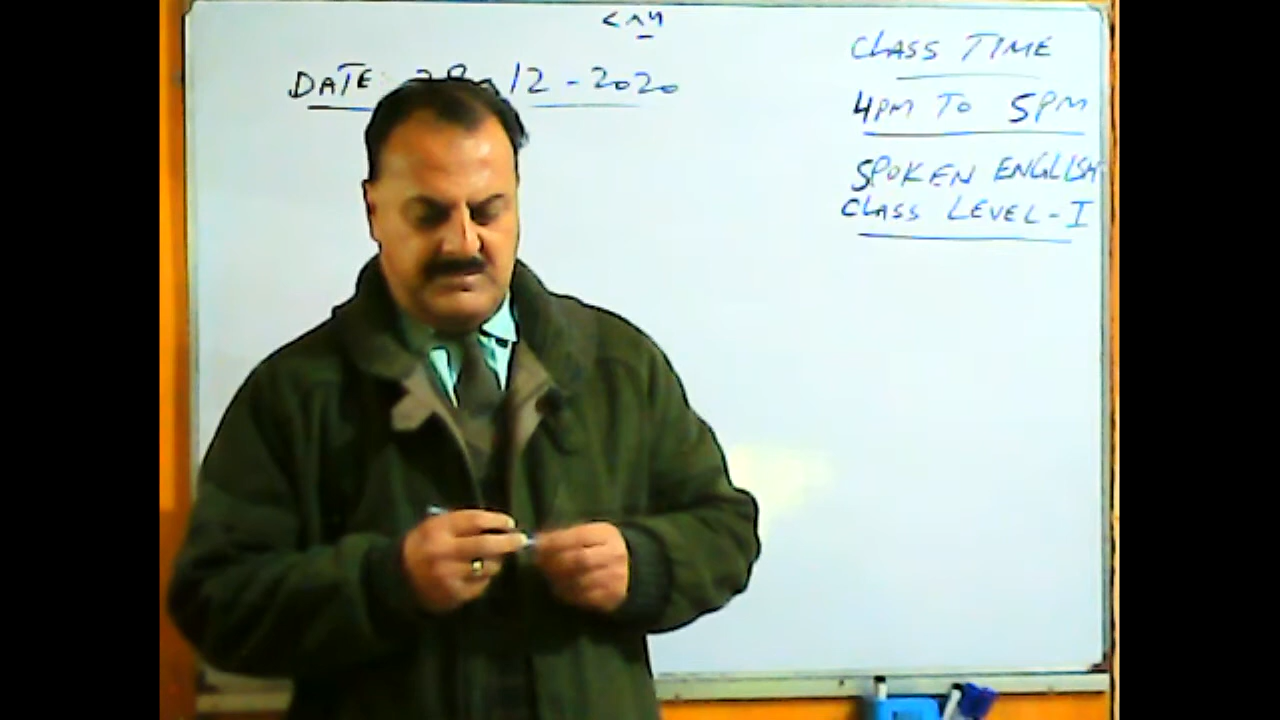 DATE 12-2020
CLASS TIME
4PM TO 5PM
SPOKEN ENGLISH
CLASS LEVEL-I